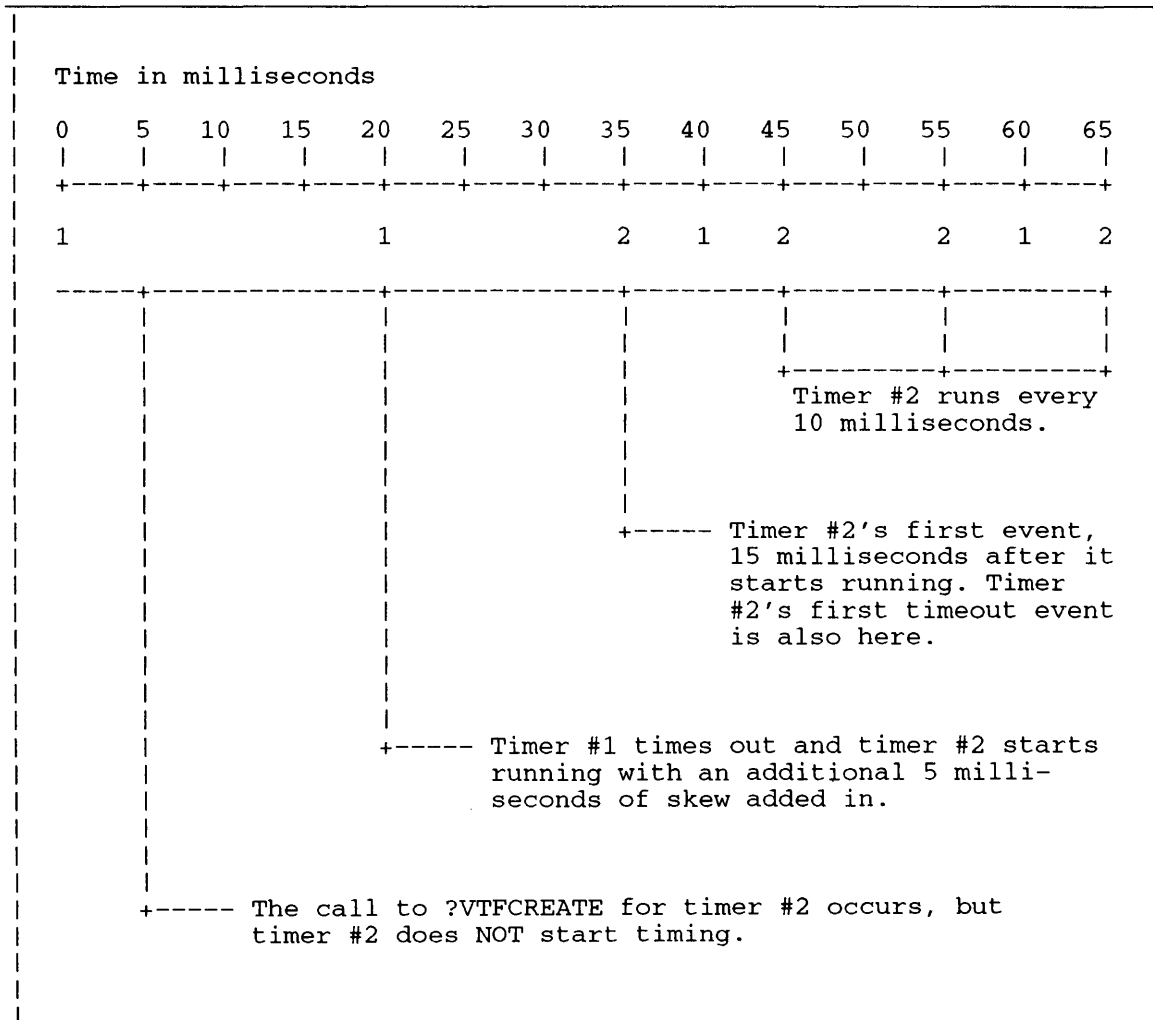 Time in milliseconds
0 5 10 15 20 25 30 35 40 45 50 55 60 65
1 1 2 1 2 2 1 2
Timer #2 runs every
10 milliseconds.
Timer #2's first event,
15 milliseconds after it
starts running. Timer
#2's first timeout event
is also here.
Timer #1 times out and timer #2 starts
running with an additional 5 milli-
seconds of skew added in.
The call to ?VTFCREATE for timer #2 occurs, but
timer #2 does NOT start timing.